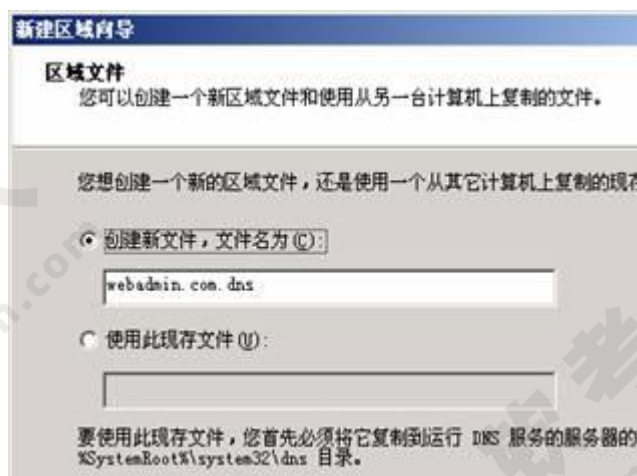 新建区域向导
区域文件
您可以创建一个新区域文件和使用从另一台计算机上复制的文件。
您想创建一个新的区域文件，还是使用一个从其它计算机上复制的现存
创建新文件，文件名为(C):
webadmin.com.dns
使用此现存文件(U):
要使用此现存文件，您首先必须将它复制到运行 DNS 服务的服务器的
%SystemRoot%\system32\dns 目录。